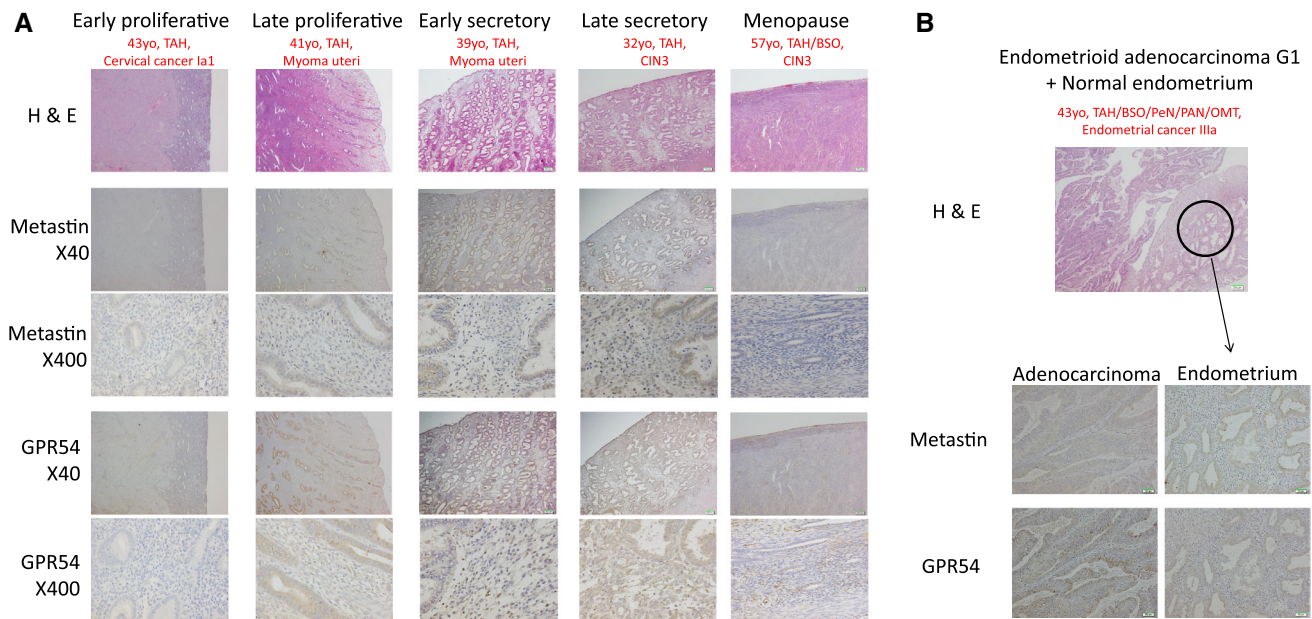 A
Early proliferative
43yo, TAH,
Cervical cancer Ia1
Late proliferative
41yo, TAH,
Myoma uteri
Early secretory
39yo, TAH,
Myoma uteri
Late secretory
32yo, TAH,
CIN3
Menopause
57yo, TAH/BSO,
CIN3
H & E
Metastin
X40
Metastin
X400
GPR54
X40
GPR54
X400
B
Endometrioid adenocarcinoma G1
+ Normal endometrium
43yo, TAH/BSO/PeN/PAN/OMT,
Endometrial cancer IIIa
H & E
Adenocarcinoma
Endometrium
Metastin
GPR54